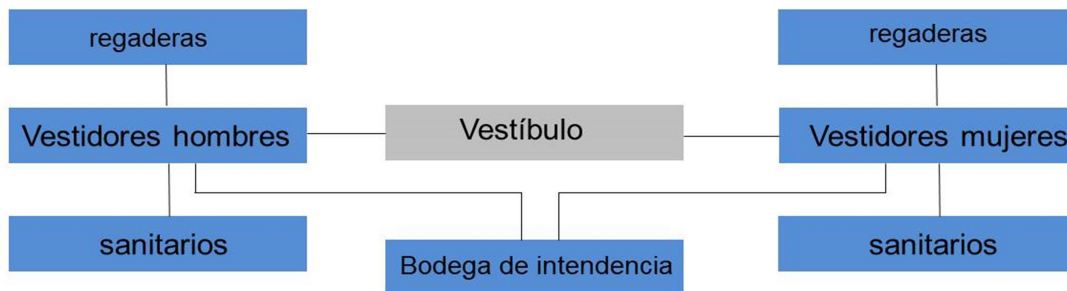 regaderas
regaderas
Vestidores hombres
Vestíbulo
Vestidores mujeres
sanitarios
Bodega de intendencia
sanitarios